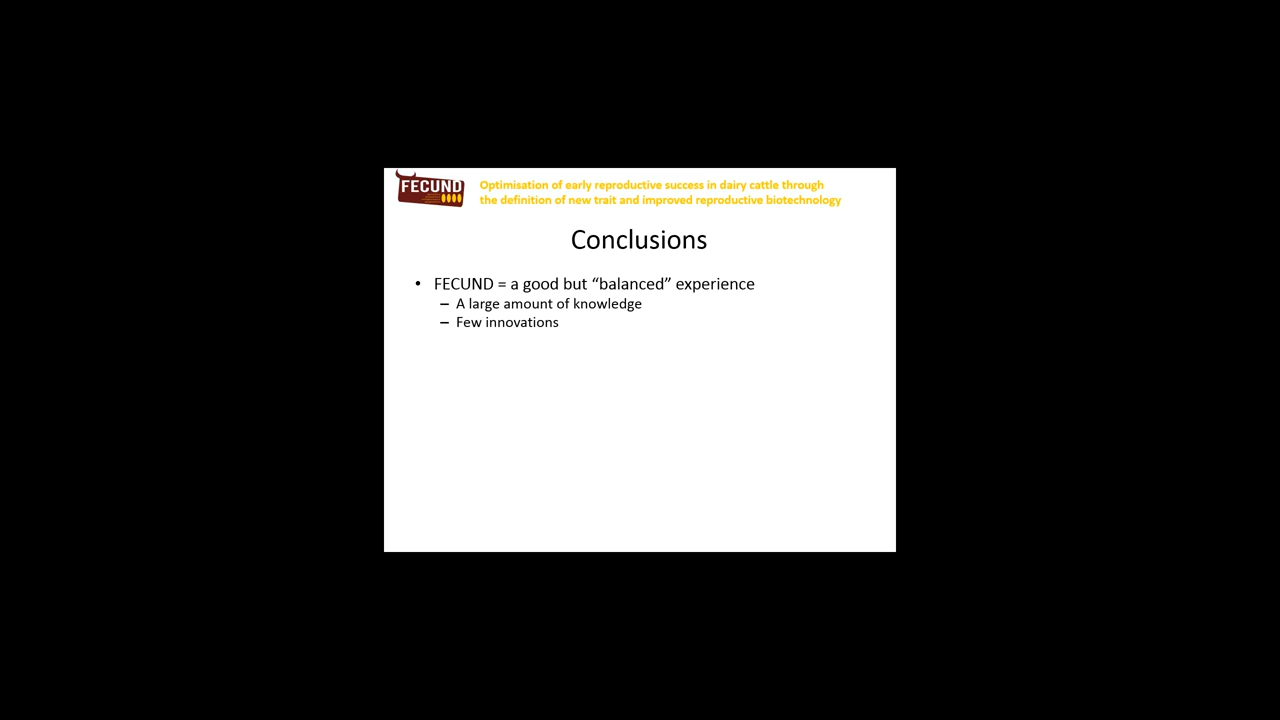 FECUND
Optimisation of early reproductive success in dairy cattle through
the definition of new trait and improved reproductive biotechnology
Conclusions
• FECUND = a good but “balanced” experience
– A large amount of knowledge
– Few innovations